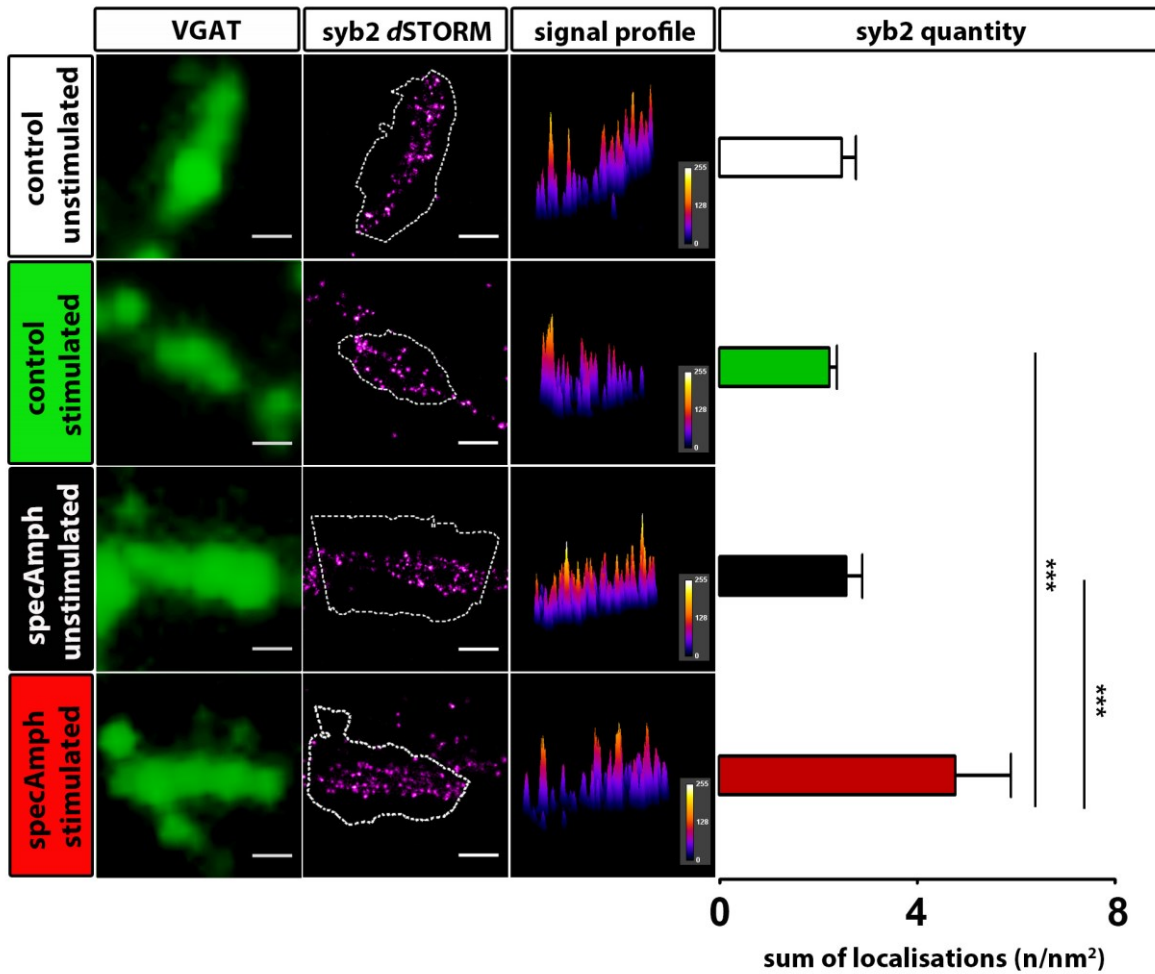 VGAT
syb2 dSTORM
signal profile
syb2 quantity
control
unstimulated
255
128
0
control
stimulated
255
128
0
specAmph
unstimulated
255
128
0
***
specAmph
stimulated
255
128
0
***
0 4 8
sum of localisations (n/nm²)